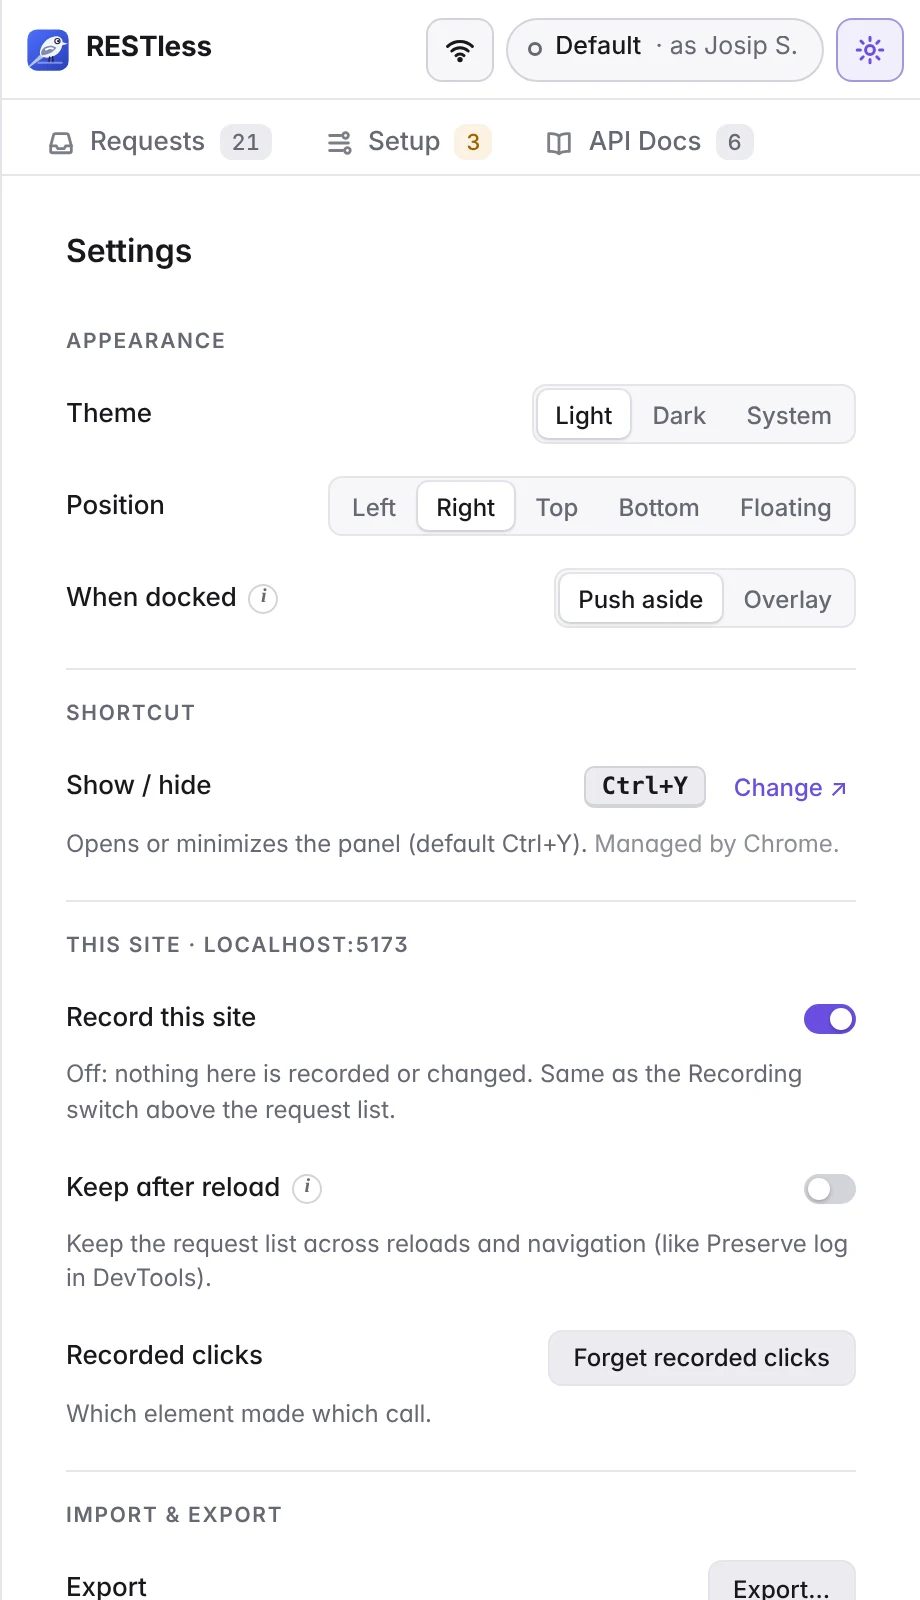 RESTless
Default · as Josip S.
Requests 21
Setup 3
API Docs 6
Settings
APPEARANCE
Theme
Light Dark System
Position
Left Right Top Bottom Floating
When docked i
Push aside Overlay
SHORTCUT
Show / hide
Ctrl+Y Change ↗
Opens or minimizes the panel (default Ctrl+Y). Managed by Chrome.
THIS SITE · LOCALHOST:5173
Record this site
Off: nothing here is recorded or changed. Same as the Recording
switch above the request list.
Keep after reload i
Keep the request list across reloads and navigation (like Preserve log
in DevTools).
Recorded clicks
Forget recorded clicks
Which element made which call.
IMPORT & EXPORT
Export
Export...